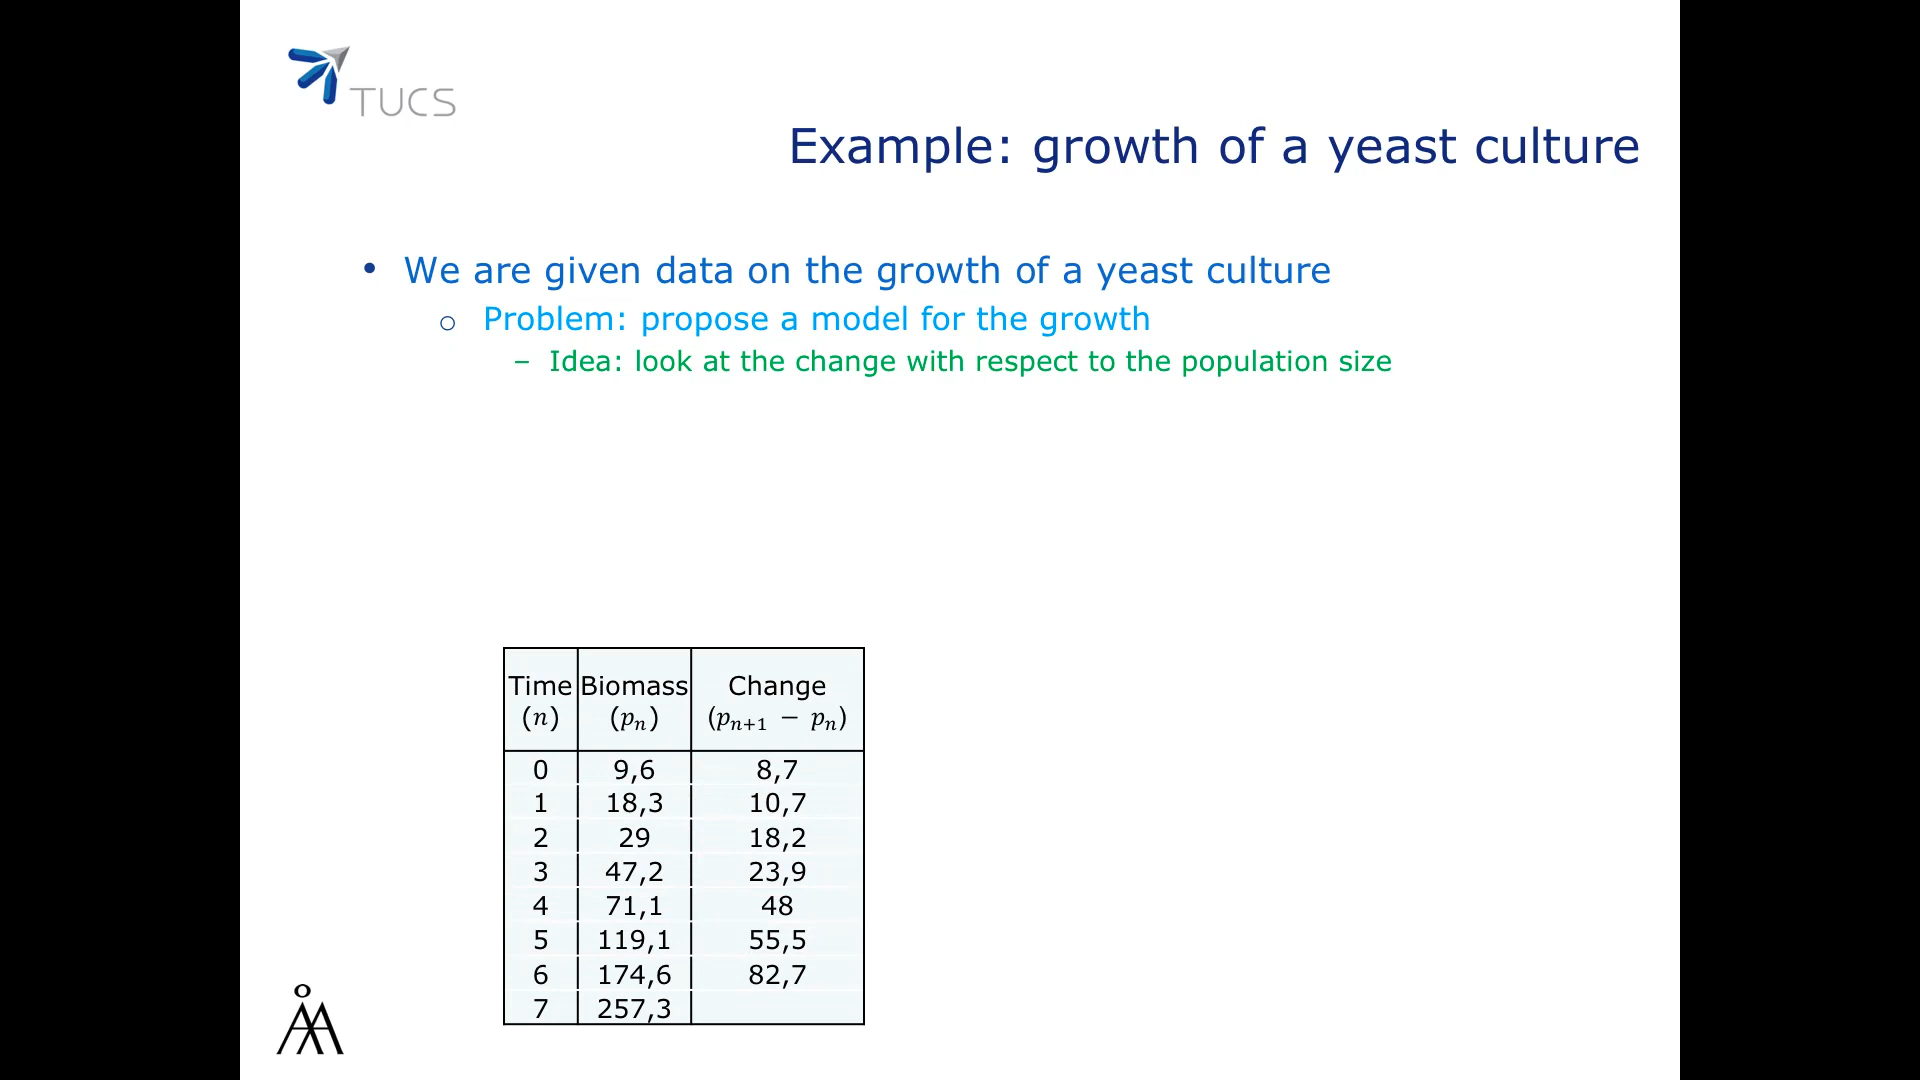 TUCS
Example: growth of a yeast culture
• We are given data on the growth of a yeast culture
o Problem: propose a model for the growth
– Idea: look at the change with respect to the population size
Time Biomass Change
(n) (pₙ) (pₙ₊₁ − pₙ)
0 9,6 8,7
1 18,3 10,7
2 29 18,2
3 47,2 23,9
4 71,1 48
5 119,1 55,5
6 174,6 82,7
7 257,3